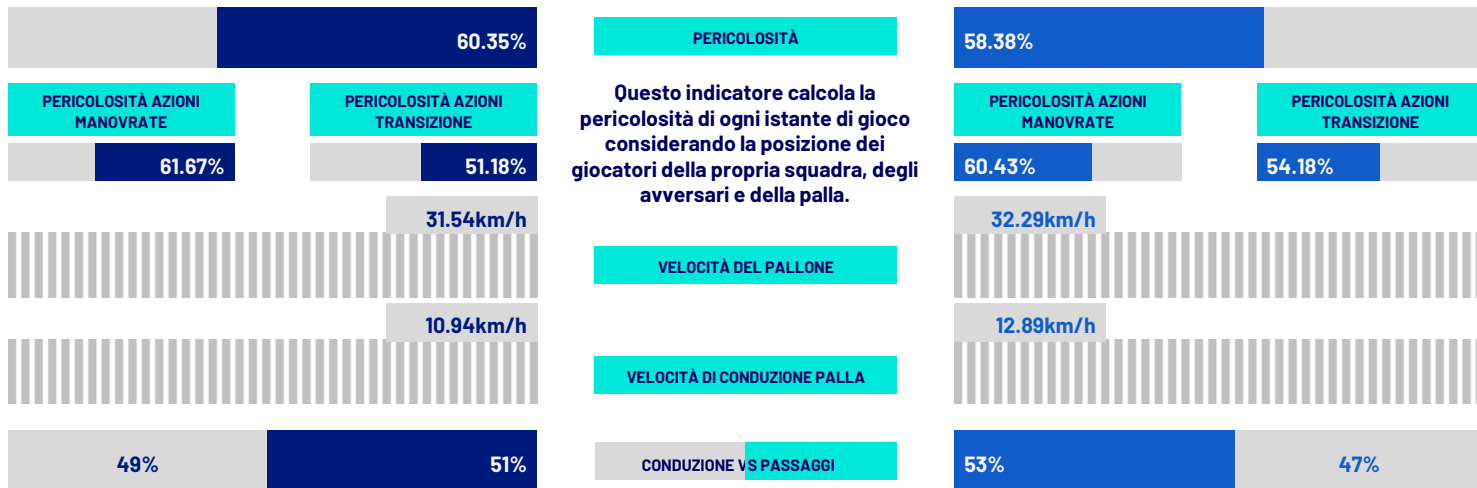 60.35%
PERICOLOSITÀ
58.38%
PERICOLOSITÀ AZIONI
MANOVRATE
PERICOLOSITÀ AZIONI
TRANSIZIONE
61.67%
51.18%
Questo indicatore calcola la
pericolosità di ogni istante di gioco
considerando la posizione dei
giocatori della propria squadra, degli
avversari e della palla.
PERICOLOSITÀ AZIONI
MANOVRATE
PERICOLOSITÀ AZIONI
TRANSIZIONE
60.43%
54.18%
31.54km/h
VELOCITÀ DEL PALLONE
32.29km/h
10.94km/h
VELOCITÀ DI CONDUZIONE PALLA
12.89km/h
49%
51%
CONDUZIONE VS PASSAGGI
53%
47%